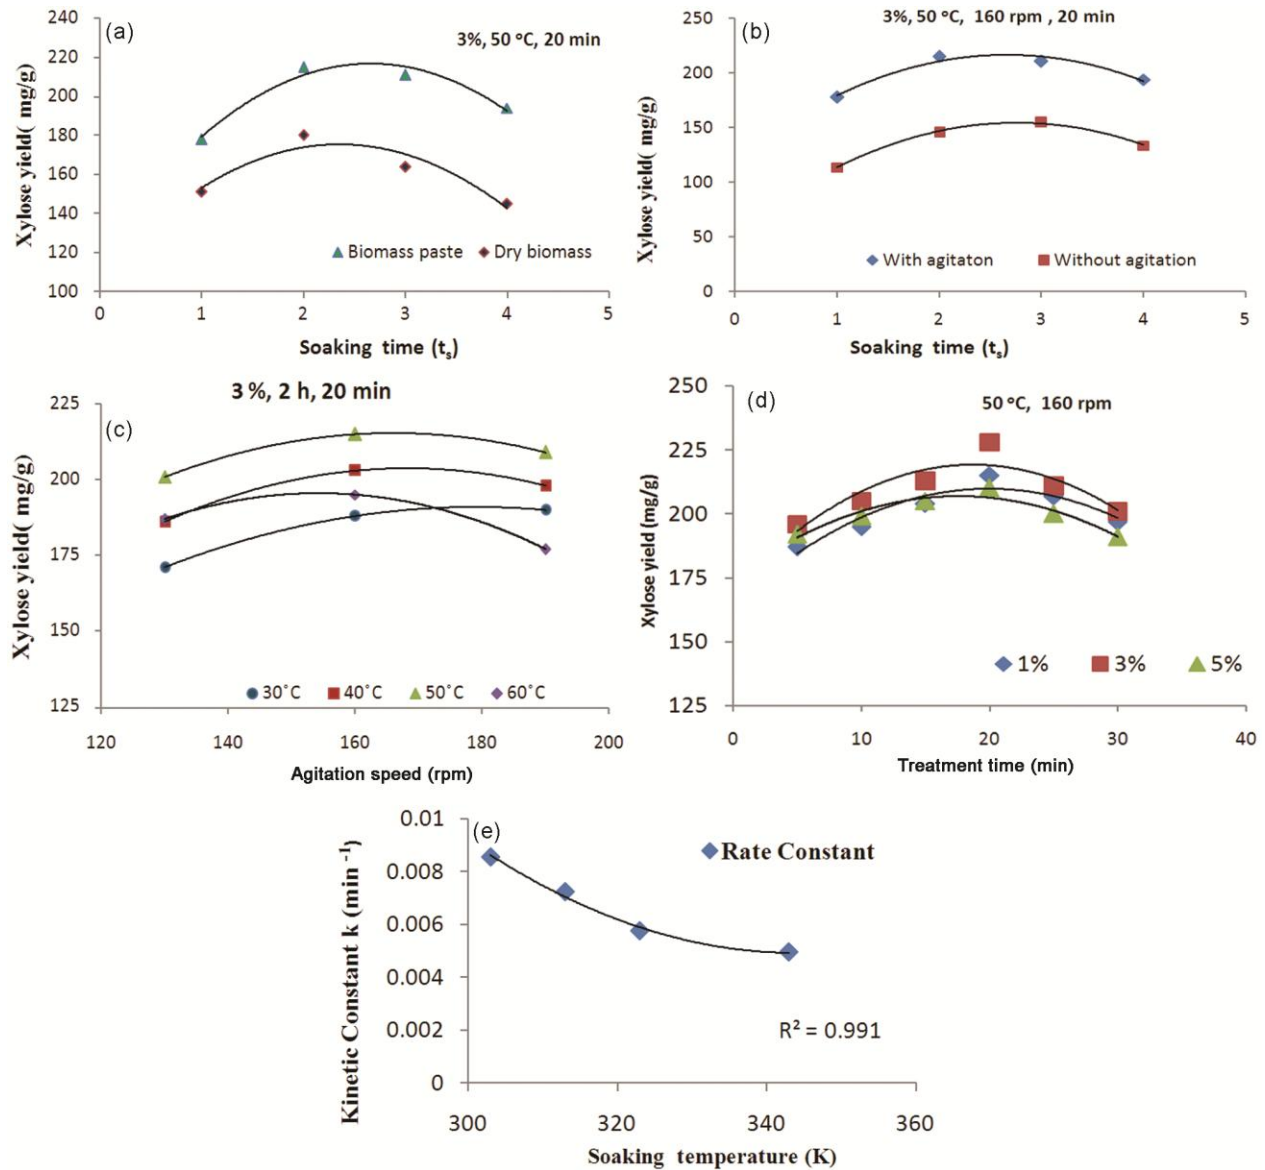 (a)
3%, 50 °C, 20 min
Xylose yield( mg/g)
240
220
200
180
160
140
120
100
Biomass paste
Dry biomass
0
1
2
3
4
5
Soaking time (ts)
(b)
3%,50 °C, 160 rpm , 20 min
Xylose yield( mg/g)
250
200
150
100
50
0
With agitaton
Without agitation
0
1
2
3
4
5
Soaking time (ts)
3 %, 2 h, 20 min
(c)
Xylose yield( mg/g)
225
200
175
150
125
30˚C
40˚C
50˚C
60˚C
120
140
160
180
200
Agitation speed (rpm)
(d)
50 °C, 160 rpm
Xylose yield (mg/g)
250
225
200
175
150
125
1%
3%
5%
0
10
20
30
40
Treatment time (min)
(e)
Rate Constant
Kinetic Constant k (min ⁻¹)
0.01
0.008
0.006
0.004
0.002
0
R² = 0.991
300
320
340
360
Soaking temperature (K)